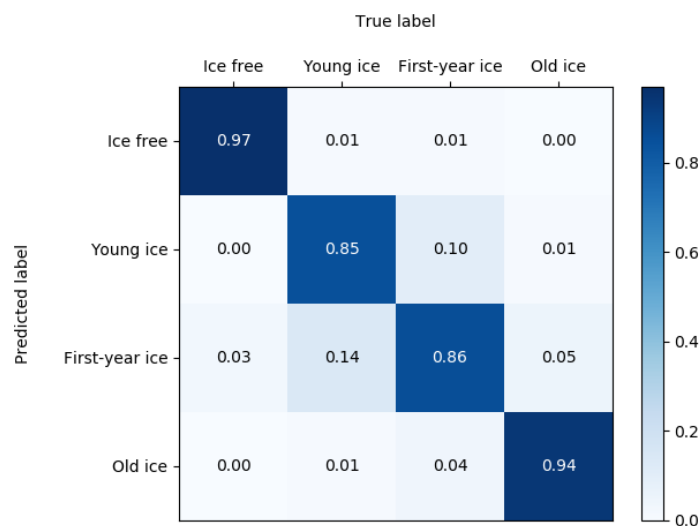 True label
Ice free Young ice First-year ice Old ice
Ice free 0.97 0.01 0.01 0.00
0.8
Young ice 0.00 0.85 0.10 0.01
0.6
Predicted label
0.4
First-year ice 0.03 0.14 0.86 0.05
0.2
Old ice 0.00 0.01 0.04 0.94
0.0